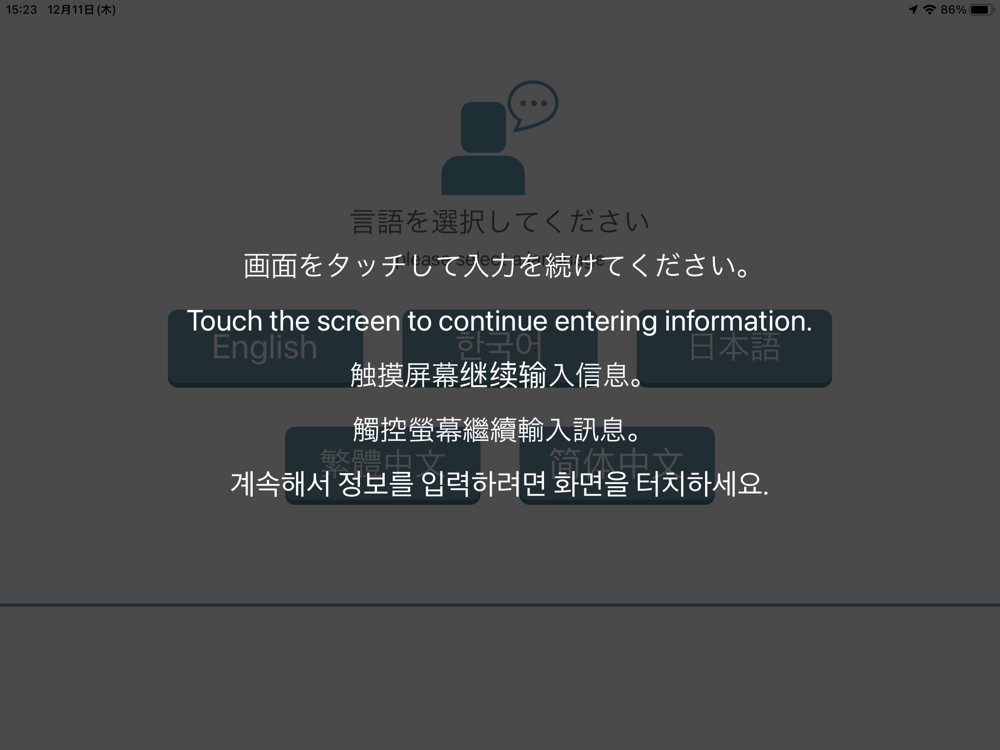 15:23 12月11日 (木)
86%
言語を選択してください
please select a language
画面をタッチして入力を続けてください。
Touch the screen to continue entering information.
English
한국어
日本語
触摸屏幕继续输入信息。
觸控螢幕繼續輸入訊息。
繁體中文
简体中文
계속해서 정보를 입력하려면 화면을 터치하세요.